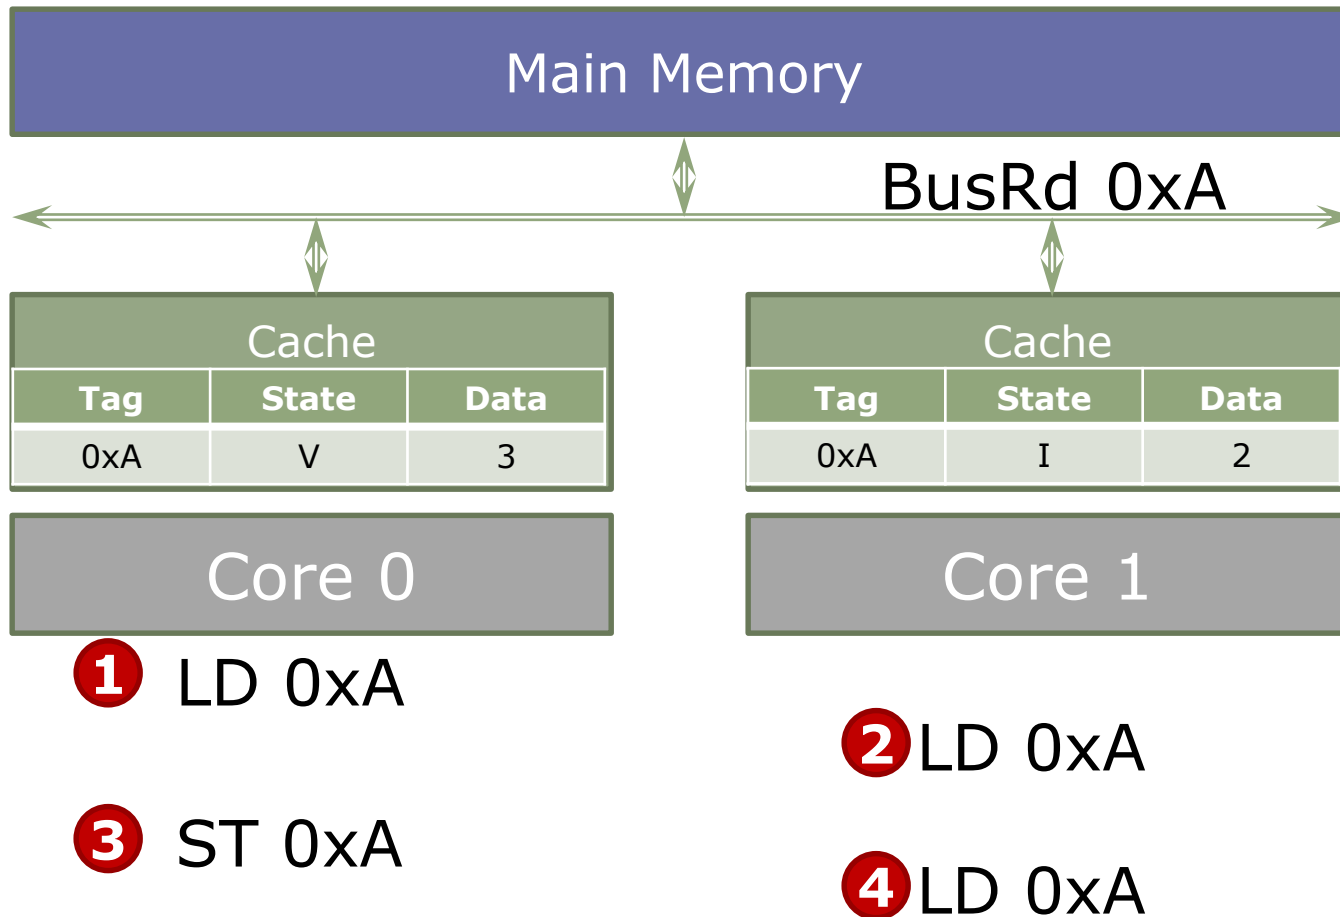 Main Memory
BusRd 0xA
Cache
Tag State Data
0xA V 3
Cache
Tag State Data
0xA I 2
Core 0
Core 1
1 LD 0xA
2 LD 0xA
3 ST 0xA
4 LD 0xA